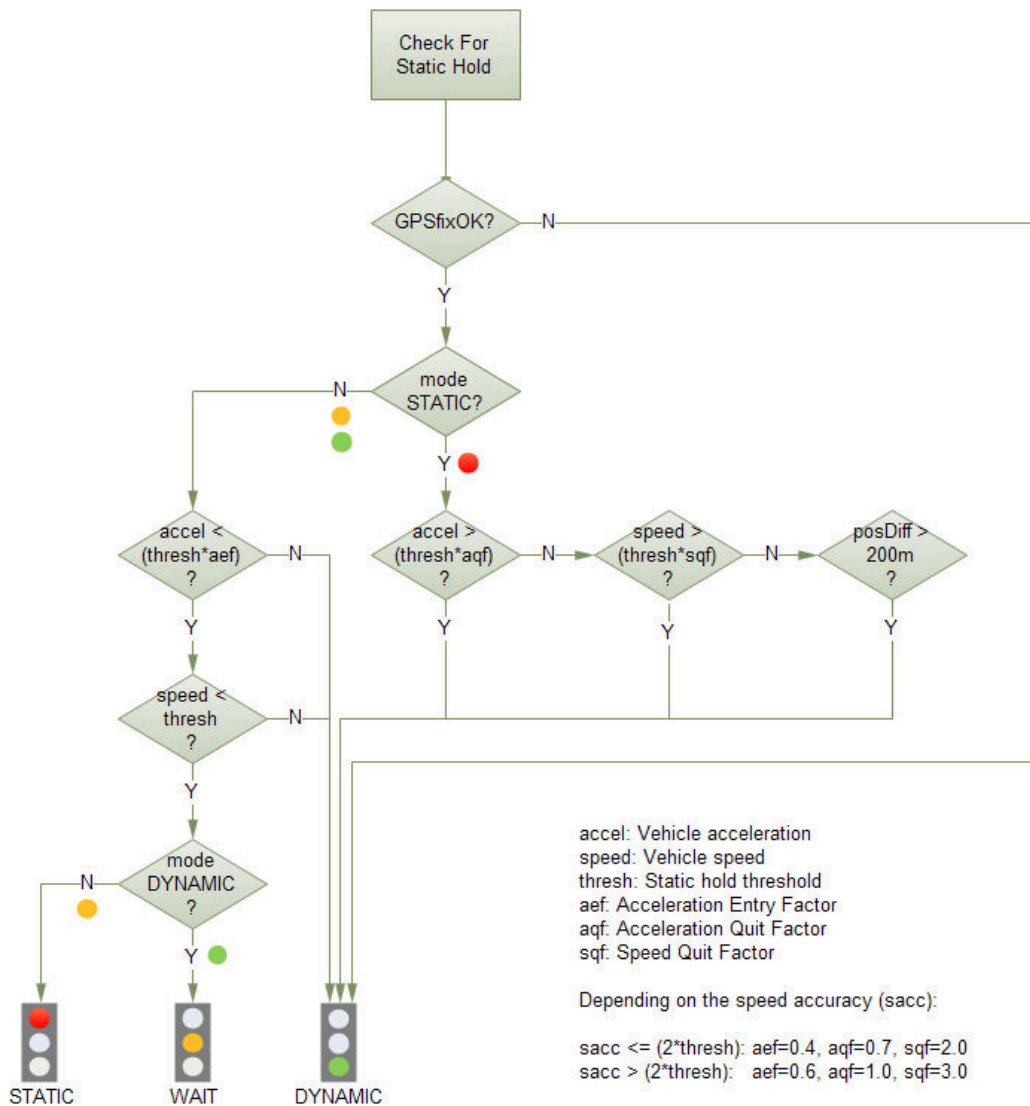 Check For
Static Hold
GPSfixOK?
N
Y
mode
STATIC?
N
Y
accel <
(thresh*aef)
?
N
accel >
(thresh*aqf)
?
N
speed >
(thresh*sqf)
?
N
posDiff >
200m
?
Y
Y
Y
Y
speed <
thresh
?
N
Y
mode
DYNAMIC
?
N
Y
accel: Vehicle acceleration
speed: Vehicle speed
thresh: Static hold threshold
aef: Acceleration Entry Factor
aqf: Acceleration Quit Factor
sqf: Speed Quit Factor
Depending on the speed accuracy (sacc):
sacc <= (2*thresh): aef=0.4, aqf=0.7, sqf=2.0
sacc > (2*thresh): aef=0.6, aqf=1.0, sqf=3.0
STATIC
WAIT
DYNAMIC